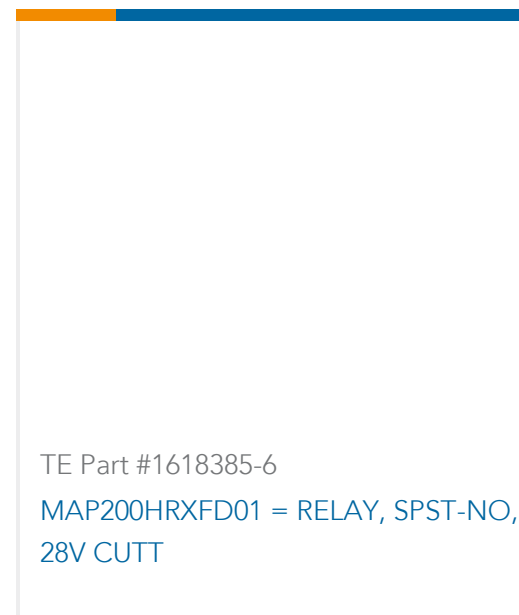 TE Part #1618385-6
MAP200HRXFD01 = RELAY, SPST-NO,
28V CUTT